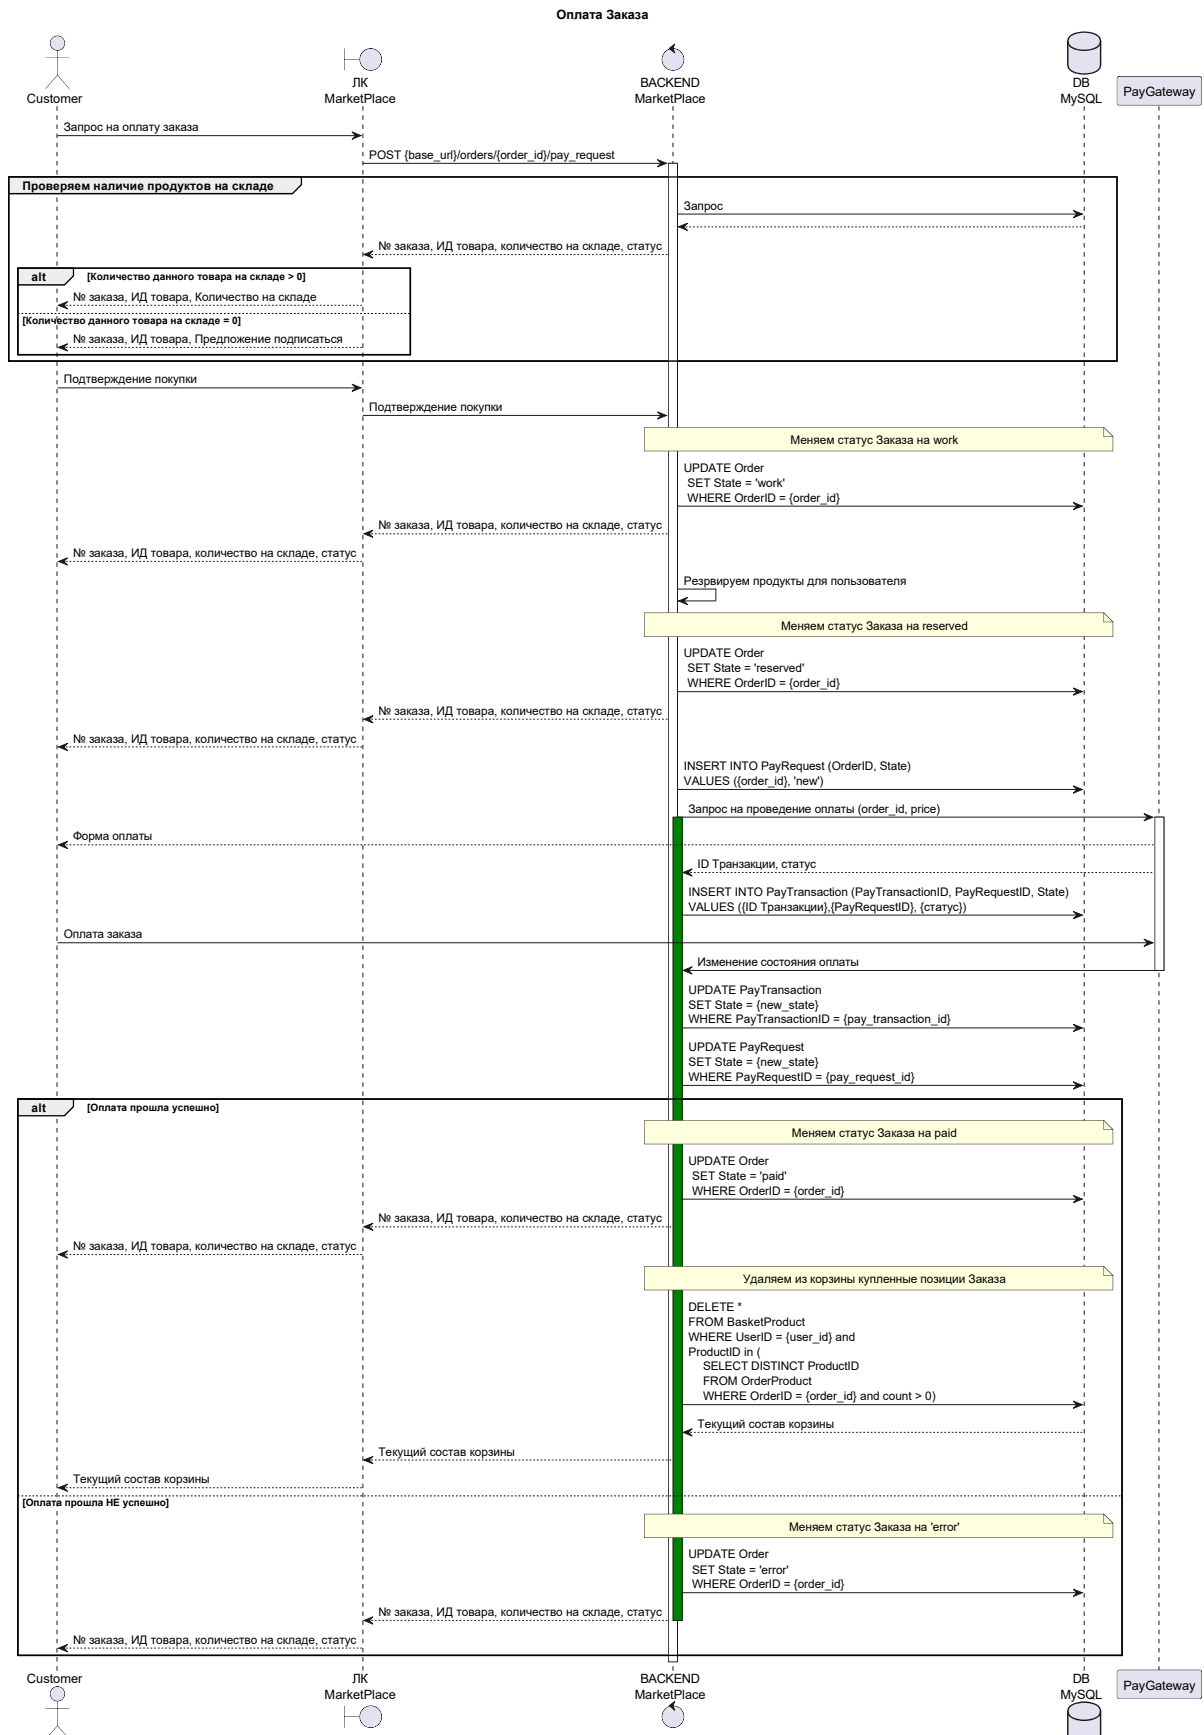 Оплата Заказа
Customer
ЛК
MarketPlace
BACKEND
MarketPlace
DB
MySQL
PayGateway
Запрос на оплату заказа
POST {base_url}/orders/{order_id}/pay_request
Проверяем наличие продуктов на складе
Запрос
№ заказа, ИД товара, количество на складе, статус
alt
[Количество данного товара на складе > 0]
№ заказа, ИД товара, Количество на складе
[Количество данного товара на складе = 0]
№ заказа, ИД товара, Предложение подписаться
Подтверждение покупки
Подтверждение покупки
Меняем статус Заказа на work
UPDATE Order
SET State = 'work'
WHERE OrderID = {order_id}
№ заказа, ИД товара, количество на складе, статус
№ заказа, ИД товара, количество на складе, статус
Резрвируем продукты для пользователя
Меняем статус Заказа на reserved
UPDATE Order
SET State = 'reserved'
WHERE OrderID = {order_id}
№ заказа, ИД товара, количество на складе, статус
№ заказа, ИД товара, количество на складе, статус
INSERT INTO PayRequest (OrderID, State)
VALUES ({order_id}, 'new')
Запрос на проведение оплаты (order_id, price)
Форма оплаты
ID Транзакции, статус
INSERT INTO PayTransaction (PayTransactionID, PayRequestID, State)
VALUES ({ID Транзакции},{PayRequestID}, {статус})
Оплата заказа
Изменение состояния оплаты
UPDATE PayTransaction
SET State = {new_state}
WHERE PayTransactionID = {pay_transaction_id}
UPDATE PayRequest
SET State = {new_state}
WHERE PayRequestID = {pay_request_id}
alt
[Оплата прошла успешно]
Меняем статус Заказа на paid
UPDATE Order
SET State = 'paid'
WHERE OrderID = {order_id}
№ заказа, ИД товара, количество на складе, статус
№ заказа, ИД товара, количество на складе, статус
Удаляем из корзины купленные позиции Заказа
DELETE *
FROM BasketProduct
WHERE UserID = {user_id} and
ProductID in (
SELECT DISTINCT ProductID
FROM OrderProduct
WHERE OrderID = {order_id} and count > 0)
Текущий состав корзины
Текущий состав корзины
Текущий состав корзины
[Оплата прошла НЕ успешно]
Меняем статус Заказа на 'error'
UPDATE Order
SET State = 'error'
WHERE OrderID = {order_id}
№ заказа, ИД товара, количество на складе, статус
№ заказа, ИД товара, количество на складе, статус
Customer
ЛК
MarketPlace
BACKEND
MarketPlace
DB
MySQL
PayGateway